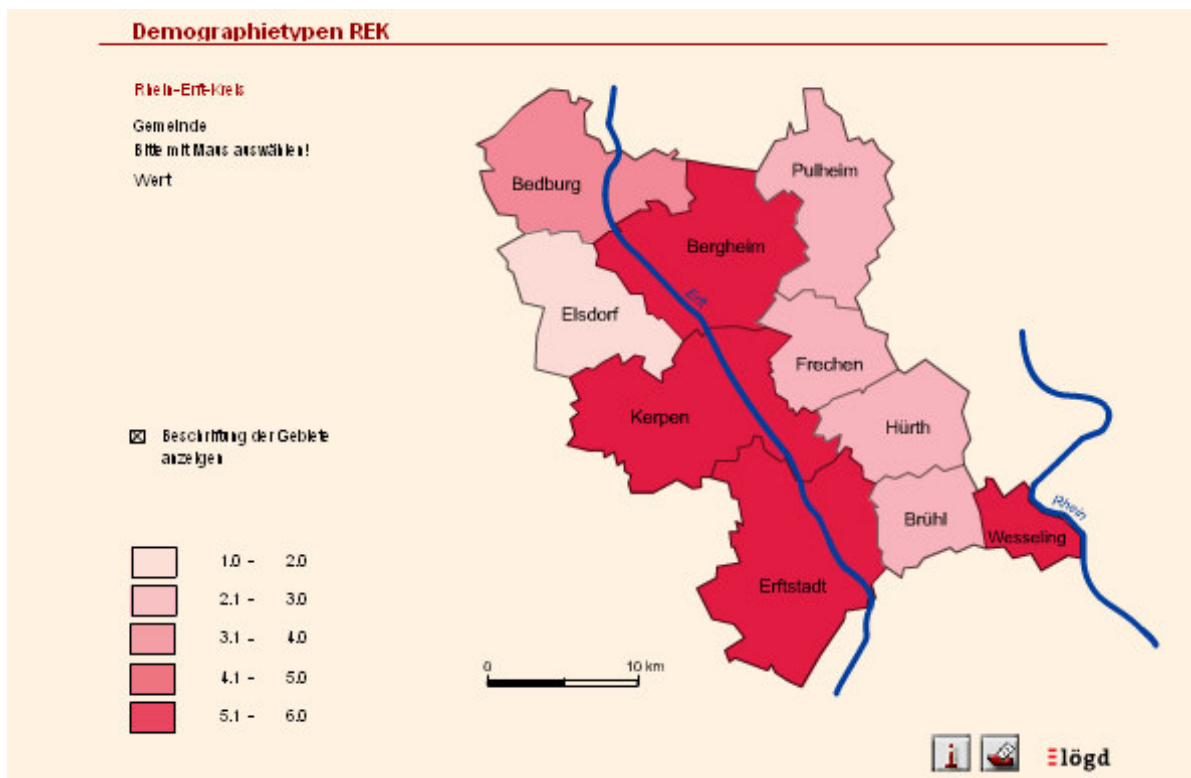 Demographietypen REK
Rhein-Erft-Kreis
Gemeinde
Bitte mit Maus auswählen!
Wert
Bedburg
Pulheim
Bergheim
Erft
Elsdorf
Frechen
Kerpen
Hürth
Beschriftung der Gebiete
anzeigen
Rhein
Brühl
Wesseling
Erftstadt
1.0 - 2.0
2.1 - 3.0
3.1 - 4.0
4.1 - 5.0
5.1 - 6.0
0 10 km
i
lögd